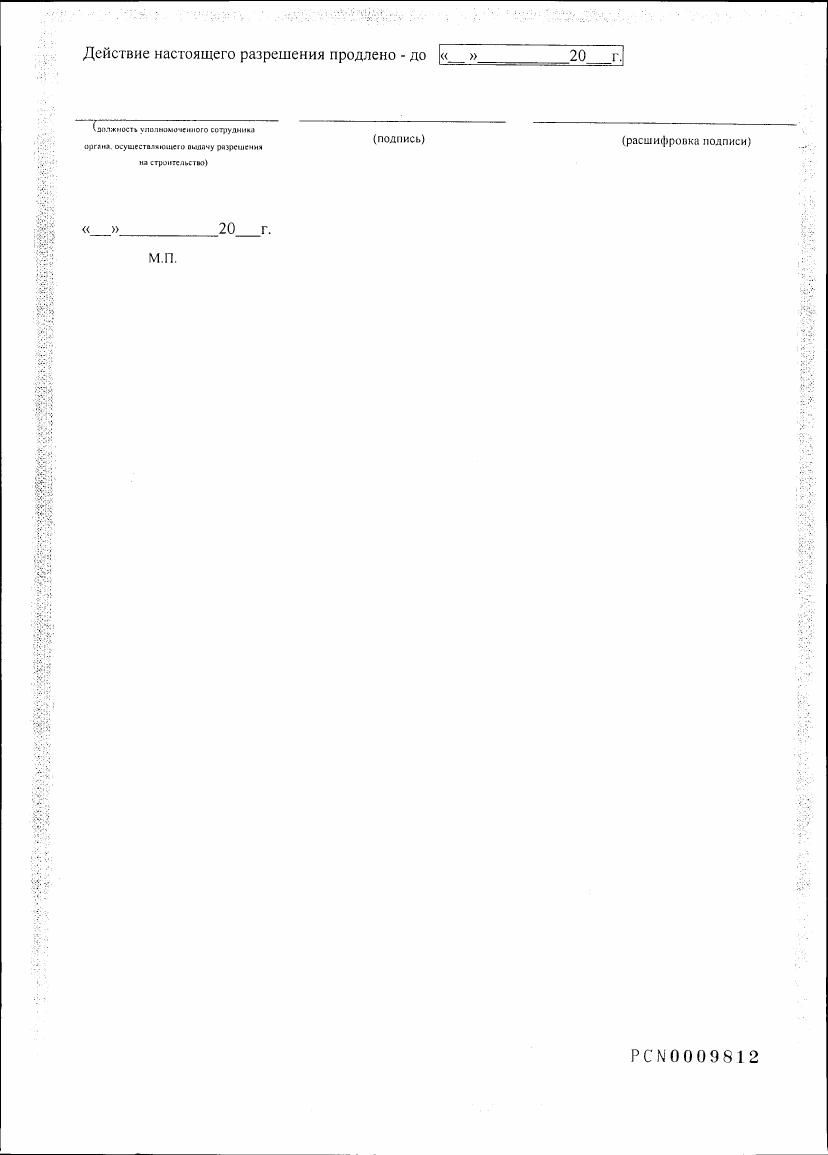 Действие настоящего разрешения продлено - до «__»__________20___г.
(должность уполномоченного сотрудника
органа, осуществляющего выдачу разрешения
на строительство)
(подпись)
(расшифровка подписи)
«__»____________20___г.
М.П.
PCN0009812